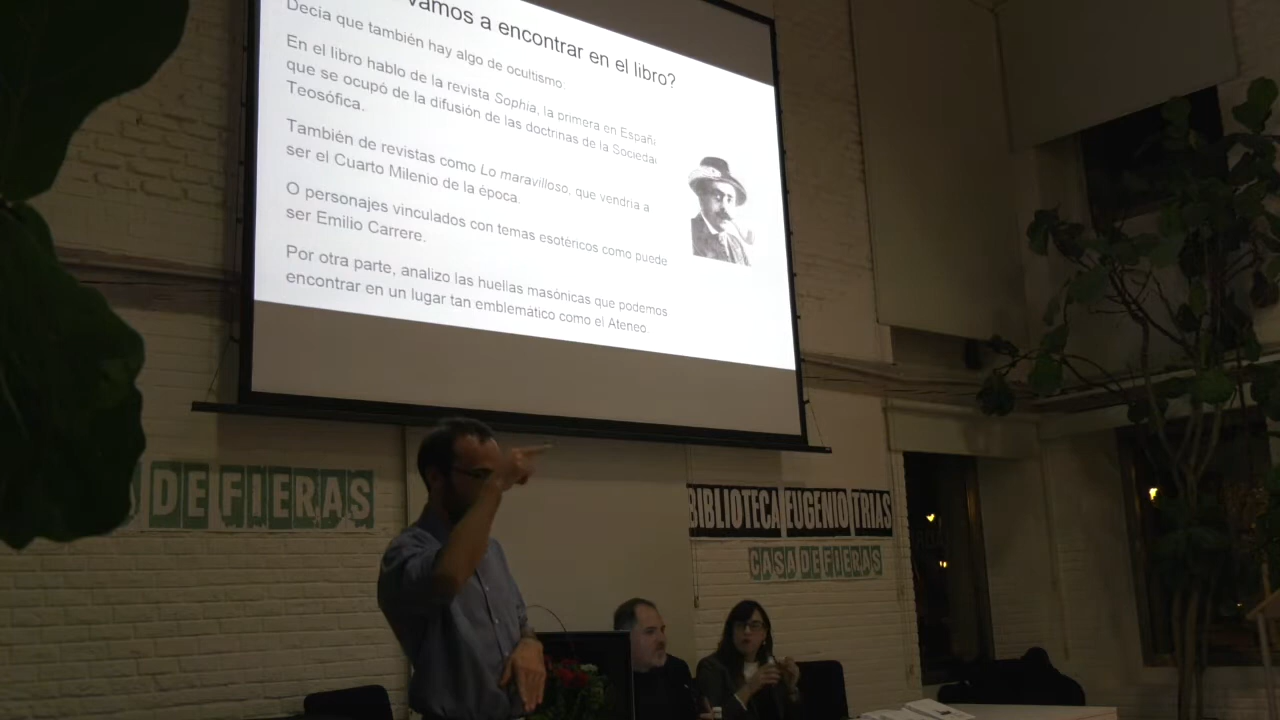 vamos a encontrar en el libro?
Decía que también hay algo de ocultismo:
En el libro hablo de la revista Sophia, la primera en
que se ocupó de la difusión de las doctrinas de la
Teosófica.
También de revistas como Lo maravilloso, que vendría a
ser el Cuarto Milenio de la época.
O personajes vinculados con temas esotéricos como puede
ser Emilio Carrere.
Por otra parte, analizo las huellas masónicas que podemos
encontrar en un lugar tan emblemático como el Ateneo.
DE FIERAS
BIBLIOTECA EUGENIO TRIAS
CASA DE FIERAS